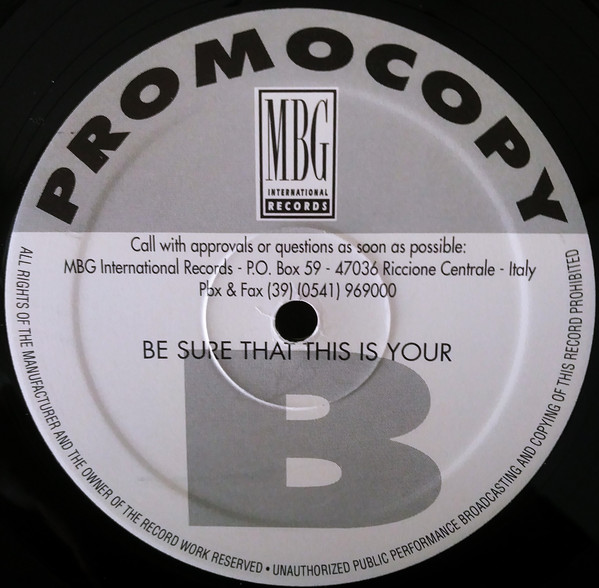 PROMOCOPY
MBG
INTERNATIONAL
RECORDS
Call with approvals or questions as soon as possible:
MBG International Records - P.O. Box 59 - 47036 Riccione Centrale - Italy
Pbx & Fax (39) (0541) 969000
BE SURE THAT THIS IS YOUR
B
ALL RIGHTS OF THE MANUFACTURER AND THE OWNER OF THE RECORD WORK RESERVED • UNAUTHORIZED PUBLIC PERFORMANCE BROADCASTING AND COPYING OF THIS RECORD PROHIBITED